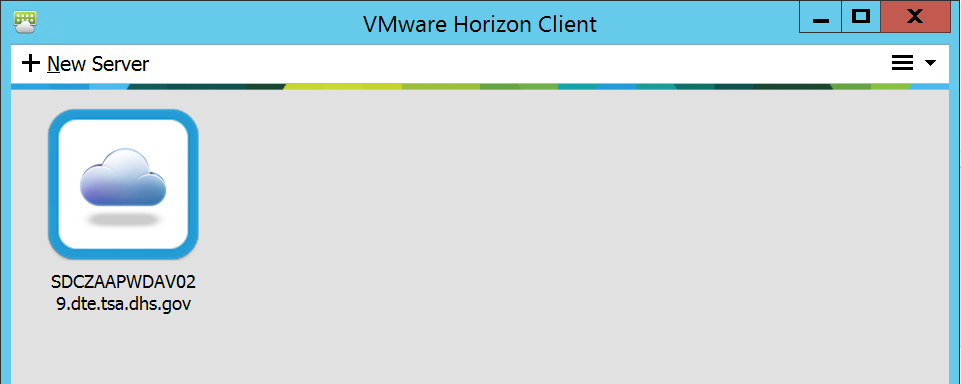 VMware Horizon Client
New Server
SDCZAAPWDAV02
9.dte.tsa.dhs.gov